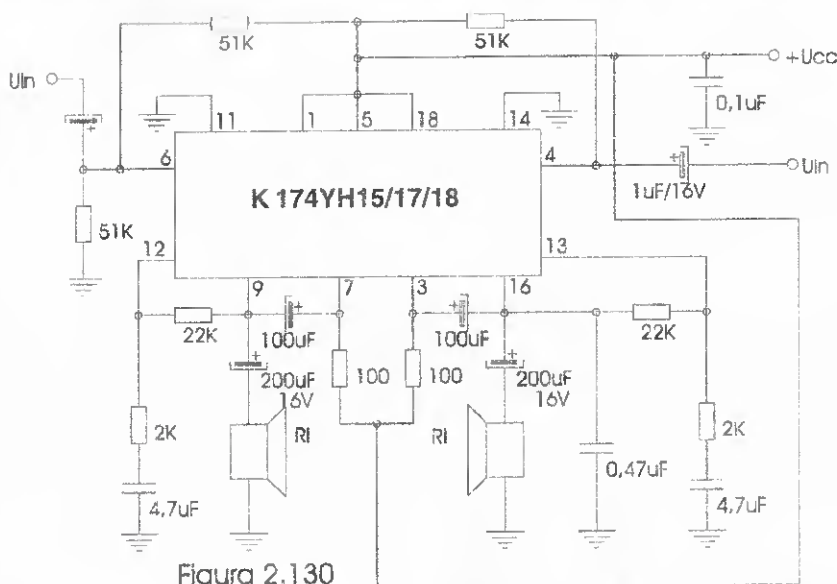 51K
51K
UIn
+Ucc
0,1uF
11
1
5
18
14
6
4
K 174YH15/17/18
1uF/16V
UIn
51K
12
13
9
7
3
16
22K
100uF
100uF
22K
200uF
16V
100
100
200uF
16V
2K
Rl
Rl
0,47uF
2K
4,7uF
4,7uF
Figura 2.130